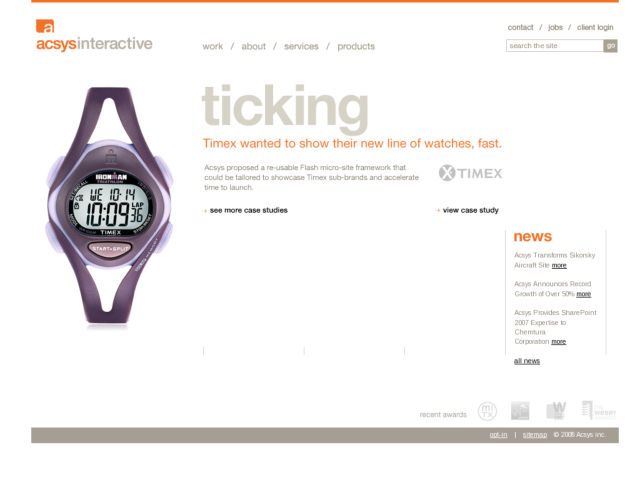 a
acsysinteractive
work / about / services / products
contact / jobs / client login
search the site
go
ticking
Timex wanted to show their new line of watches, fast.
Acsys proposed a re-usable Flash micro-site framework that
could be tailored to showcase Timex sub-brands and accelerate
time to launch.
TIMEX
see more case studies
view case study
IRONMAN
TRIATHLON
WE 10-14
10:09 36
LAP
TIMEX
START•SPLIT
news
Acsys Transforms Sikorsky
Aircraft Site more
Acsys Announces Record
Growth of Over 50% more
Acsys Provides SharePoint
2007 Expertise to
Chemtura
Corporation more
all news
recent awards
mi
TX
W
opt-in | sitemap © 2008 Acsys Inc.